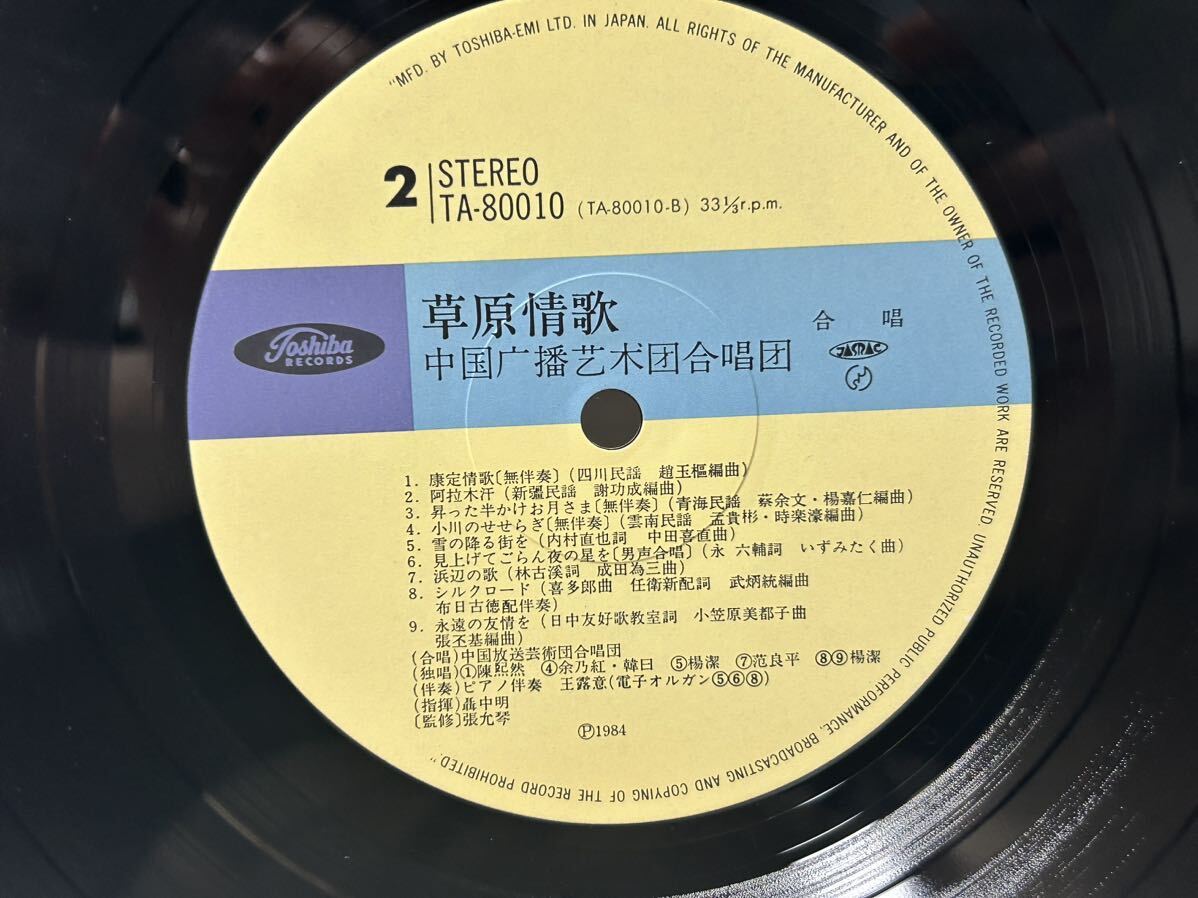 "MFD. BY TOSHIBA-EMI LTD. IN JAPAN. ALL RIGHTS OF THE MANUFACTURER AND OF THE OWNER OF THE RECORDED WORK ARE RESERVED. UNAUTHORIZED PUBLIC PERFORMANCE, BROADCASTING AND COPYING OF THE RECORD PROHIBITED"
2 STEREO
TA-80010 (TA-80010-B) 33⅓r.p.m.
Toshiba
RECORDS
草原情歌
合唱
中国广播艺术团合唱团
JASRAC
1. 康定情歌〔無伴奏〕(四川民謡 趙玉樞編曲)
2. 阿拉木汗(新疆民謡 謝功成編曲)
3. 昇った半かけお月さま〔無伴奏〕(青海民謡 蔡余文・楊嘉仁編曲)
4. 小川のせせらぎ〔無伴奏〕(雲南民謡 孟貴彬・時楽濠編曲)
5. 雪の降る街を(内村直也詞 中田喜直曲)
6. 見上げてごらん夜の星を〔男声合唱〕(永 六輔詞 いずみたく曲)
7. 浜辺の歌(林古溪詞 成田為三曲)
8. シルクロード(喜多郎曲 任衛新配詞 武炳統編曲
布日古徳配伴奏)
9. 永遠の友情を(日中友好歌教室詞 小笠原美都子曲
張丕基編曲)
(合唱)中国放送芸術団合唱団
(独唱)①陳熙然 ④余乃紅・韓曰 ⑤楊潔 ⑦范良平 ⑧⑨楊潔
(伴奏)ピアノ伴奏 王露意(電子オルガン⑤⑥⑧)
(指揮)聶中明
〔監修〕張允琴
Ⓟ1984